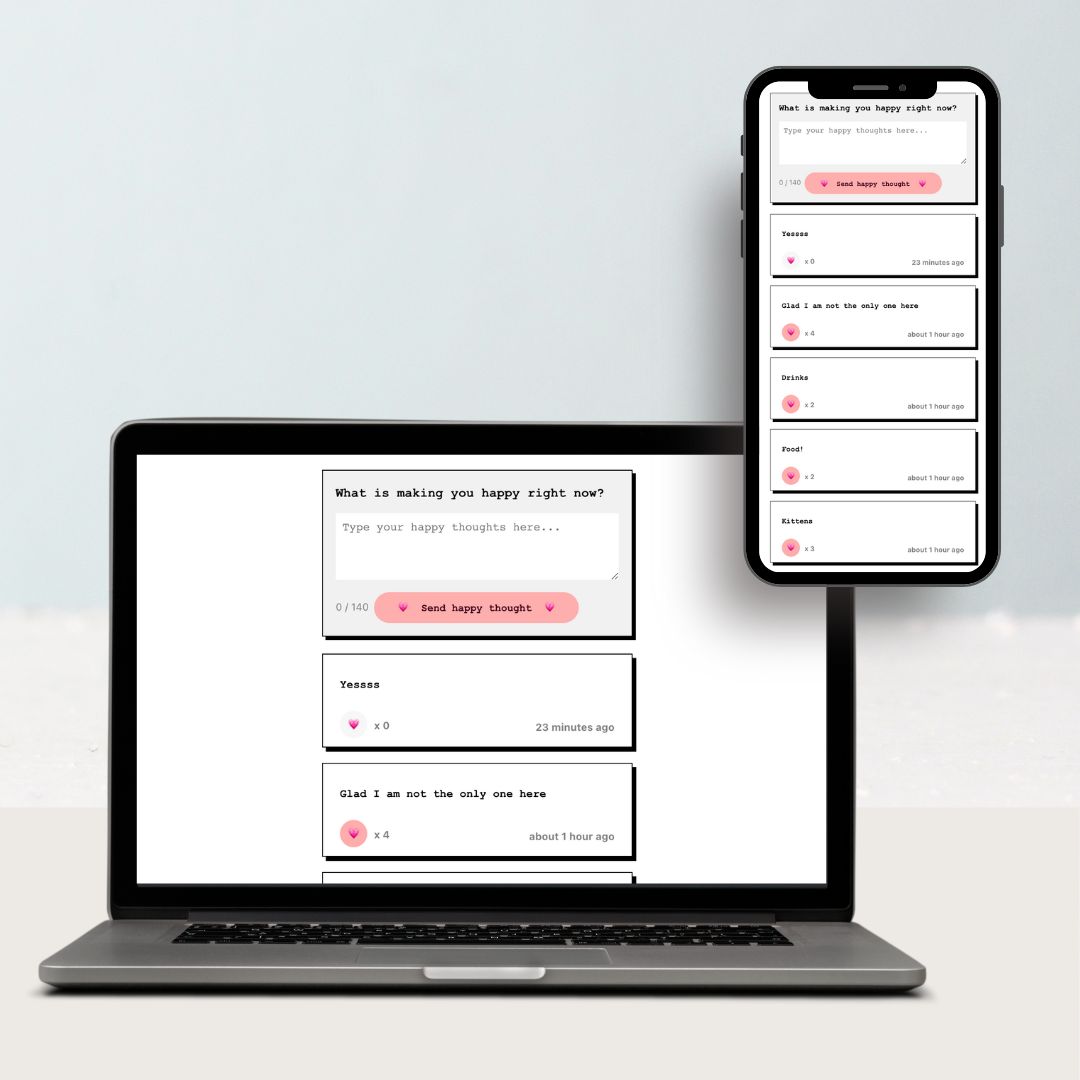 What is making you happy right now?
Type your happy thoughts here...
0 / 140 💗 Send happy thought 💗
Yessss
💗 x 0 23 minutes ago
Glad I am not the only one here
💗 x 4 about 1 hour ago
Drinks
💗 x 2 about 1 hour ago
Food!
💗 x 2 about 1 hour ago
Kittens
💗 x 3 about 1 hour ago
What is making you happy right now?
Type your happy thoughts here...
0 / 140 💗 Send happy thought 💗
Yessss
💗 x 0 23 minutes ago
Glad I am not the only one here
💗 x 4 about 1 hour ago